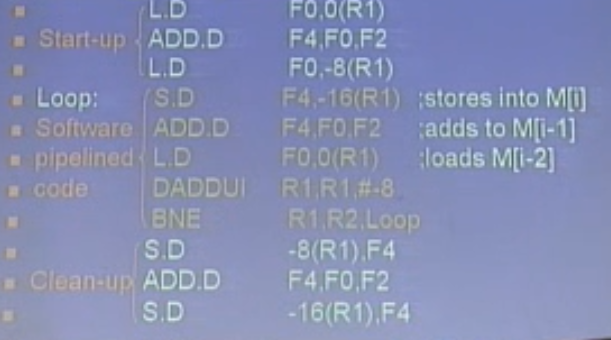 L.D F0,0(R1)
Start-up ADD.D F4,F0,F2
L.D F0,-8(R1)
Loop: S.D F4,-16(R1) ;stores into M[i]
Software ADD.D F4,F0,F2 ;adds to M[i-1]
pipelined L.D F0,0(R1) ;loads M[i-2]
code DADDUI R1,R1,#-8
BNE R1,R2,Loop
S.D -8(R1),F4
Clean-up ADD.D F4,F0,F2
S.D -16(R1),F4